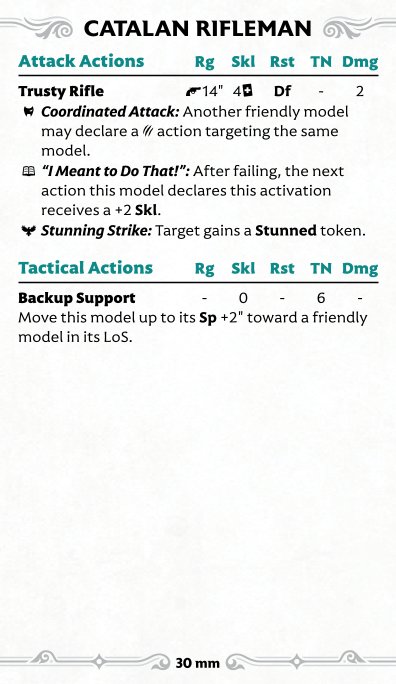 CATALAN RIFLEMAN
Attack Actions Rg Skl Rst TN Dmg
Trusty Rifle 14" 4 Df - 2
Coordinated Attack: Another friendly model
may declare a action targeting the same
model.
“I Meant to Do That!”: After failing, the next
action this model declares this activation
receives a +2 Skl.
Stunning Strike: Target gains a Stunned token.
Tactical Actions Rg Skl Rst TN Dmg
Backup Support - 0 - 6 -
Move this model up to its Sp +2" toward a friendly
model in its LoS.
30 mm